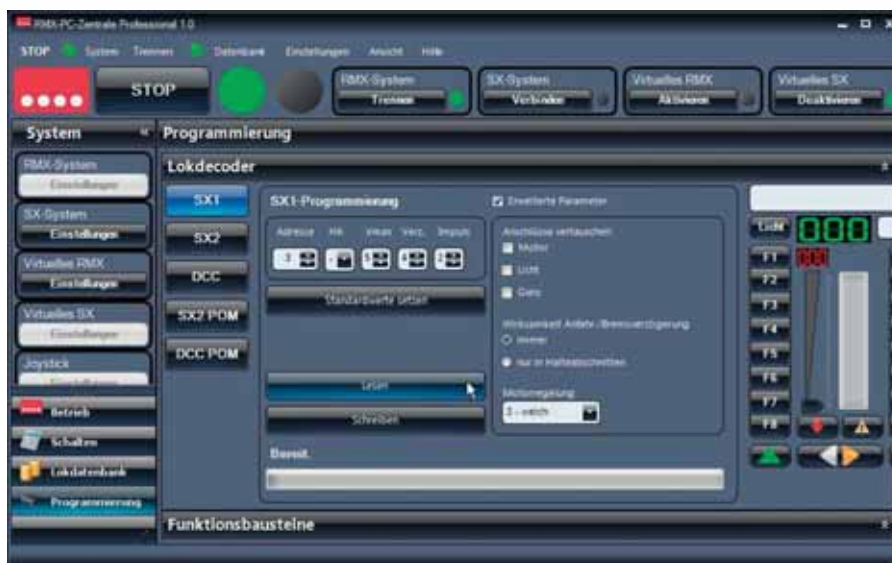 RMX-PC-Zentrale Professional 1.0
STOP System Trennen Datenbank Einstellungen Ansicht Hilfe
STOP
RMX-System
Trennen
SX-System
Verbinden
Virtuelles RMX
Aktivieren
Virtuelles SX
Deaktivieren
System
RMX-System
Einstellungen
SX-System
Einstellungen
Virtuelles RMX
Einstellungen
Virtuelles SX
Einstellungen
Joystick
Betrieb
Schalten
Lokdatenbank
Programmierung
Programmierung
Lokdecoder
SX1
SX2
DCC
SX2 POM
DCC POM
SX1-Programmierung
Adresse HA Vmax Verz. Impuls
Standardwerte setzen
Lesen
Schreiben
Bereit.
Erweiterte Parameter
Anschlüsse vertauschen
Motor
Licht
Gleis
Wirksamkeit Anfahr-/Bremsverzögerung
immer
nur in Halteabschnitten
Motorregelung
3 - weich
Licht
000
F1
F2
F3
F4
F5
F6
F7
F8
Funktionsbausteine